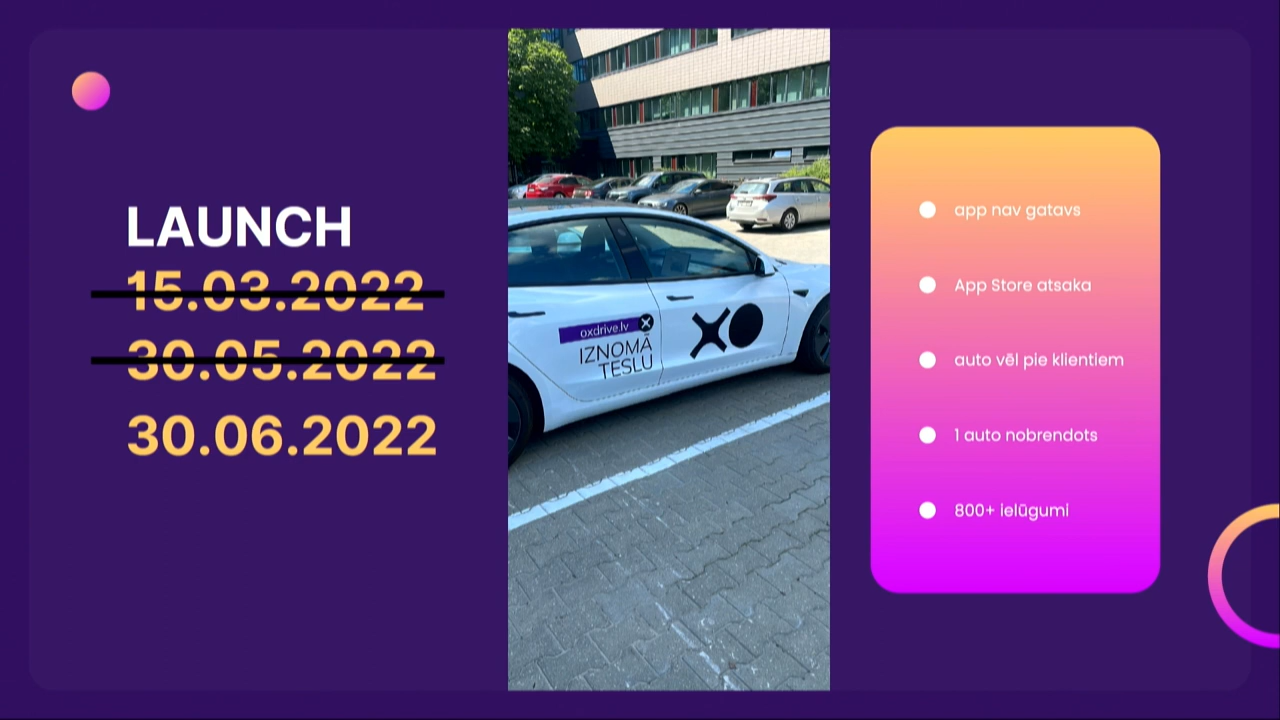 LAUNCH
15.03.2022
30.05.2022
30.06.2022
oxdrive.lv
IZNOMĀ
TESLU
XO
app nav gatavs
App Store atsaka
auto vēl pie klientiem
1 auto nobrendots
800+ ielūgumi